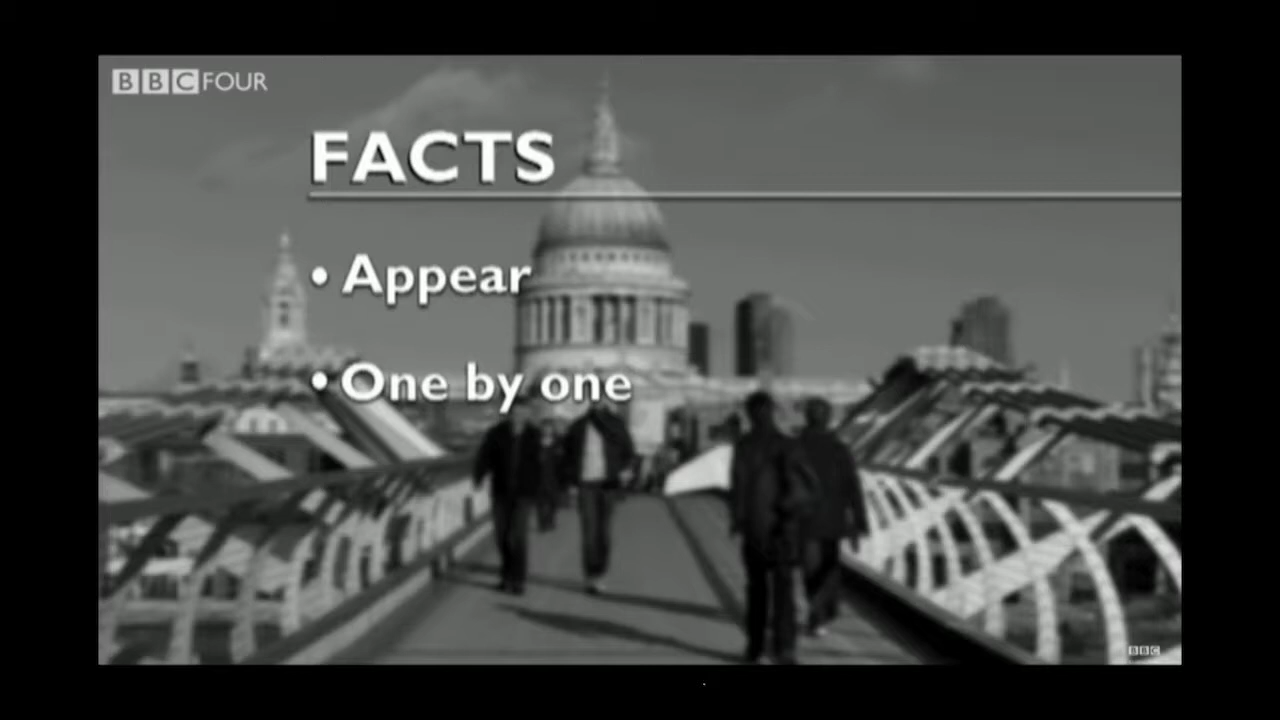 BBC FOUR
FACTS
• Appear
• One by one
BBC